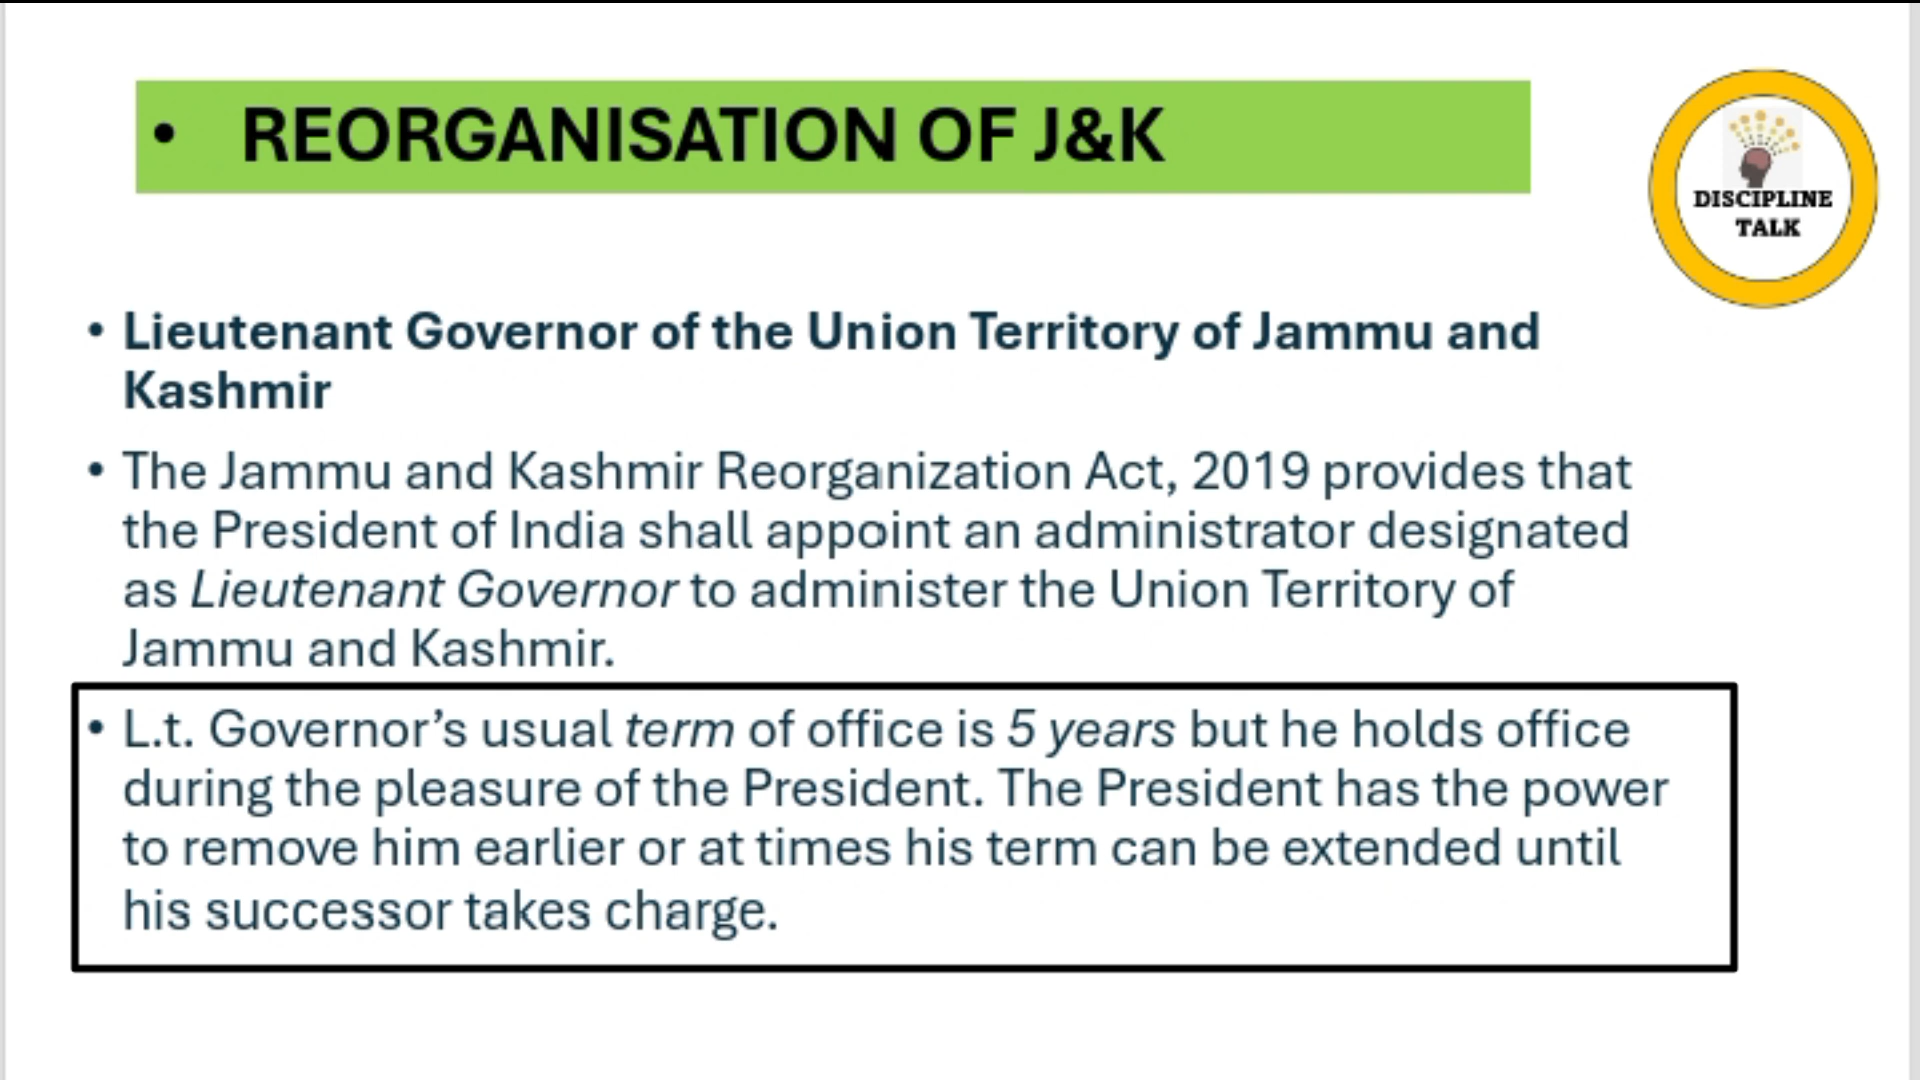 • REORGANISATION OF J&K
DISCIPLINE
TALK
• Lieutenant Governor of the Union Territory of Jammu and
Kashmir
• The Jammu and Kashmir Reorganization Act, 2019 provides that
the President of India shall appoint an administrator designated
as Lieutenant Governor to administer the Union Territory of
Jammu and Kashmir.
• L.t. Governor’s usual term of office is 5 years but he holds office
during the pleasure of the President. The President has the power
to remove him earlier or at times his term can be extended until
his successor takes charge.